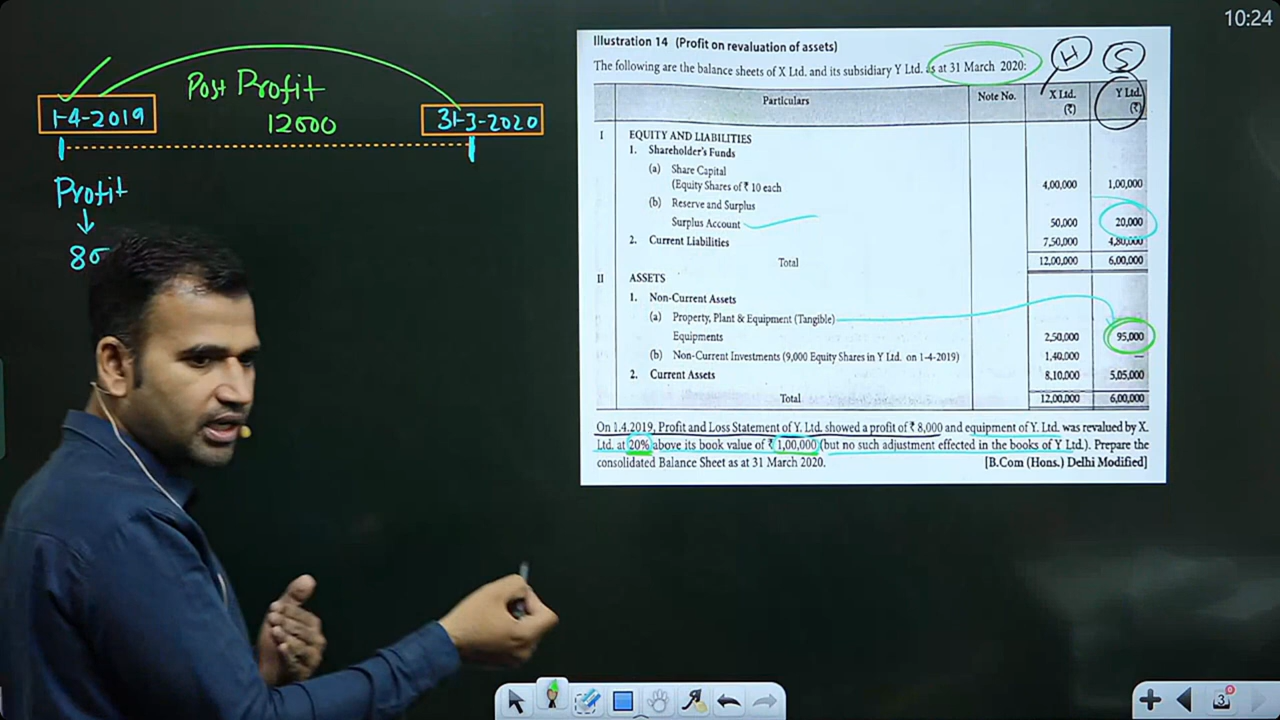 10:24
1-4-2019
Post Profit
12000
31-3-2020
Profit
H
S
Illustration 14 (Profit on revaluation of assets)
The following are the balance sheets of X Ltd. and its subsidiary Y Ltd. as at 31 March 2020:
Particulars Note No. X Ltd. (₹) Y Ltd. (₹)
I EQUITY AND LIABILITIES
1. Shareholder's Funds
(a) Share Capital
(Equity Shares of ₹ 10 each 4,00,000 1,00,000
(b) Reserve and Surplus
Surplus Account 50,000 20,000
2. Current Liabilities 7,50,000 4,80,000
Total 12,00,000 6,00,000
II ASSETS
1. Non-Current Assets
(a) Property, Plant & Equipment (Tangible)
Equipments 2,50,000 95,000
(b) Non-Current Investments (9,000 Equity Shares in Y Ltd. on 1-4-2019) 1,40,000 —
2. Current Assets 8,10,000 5,05,000
Total 12,00,000 6,00,000
On 1.4.2019, Profit and Loss Statement of Y. Ltd. showed a profit of ₹ 8,000 and equipment of Y. Ltd. was revalued by X.
Ltd. at 20% above its book value of ₹ 1,00,000 (but no such adjustment effected in the books of Y Ltd.). Prepare the
consolidated Balance Sheet as at 31 March 2020. [B.Com (Hons.) Delhi Modified]
3